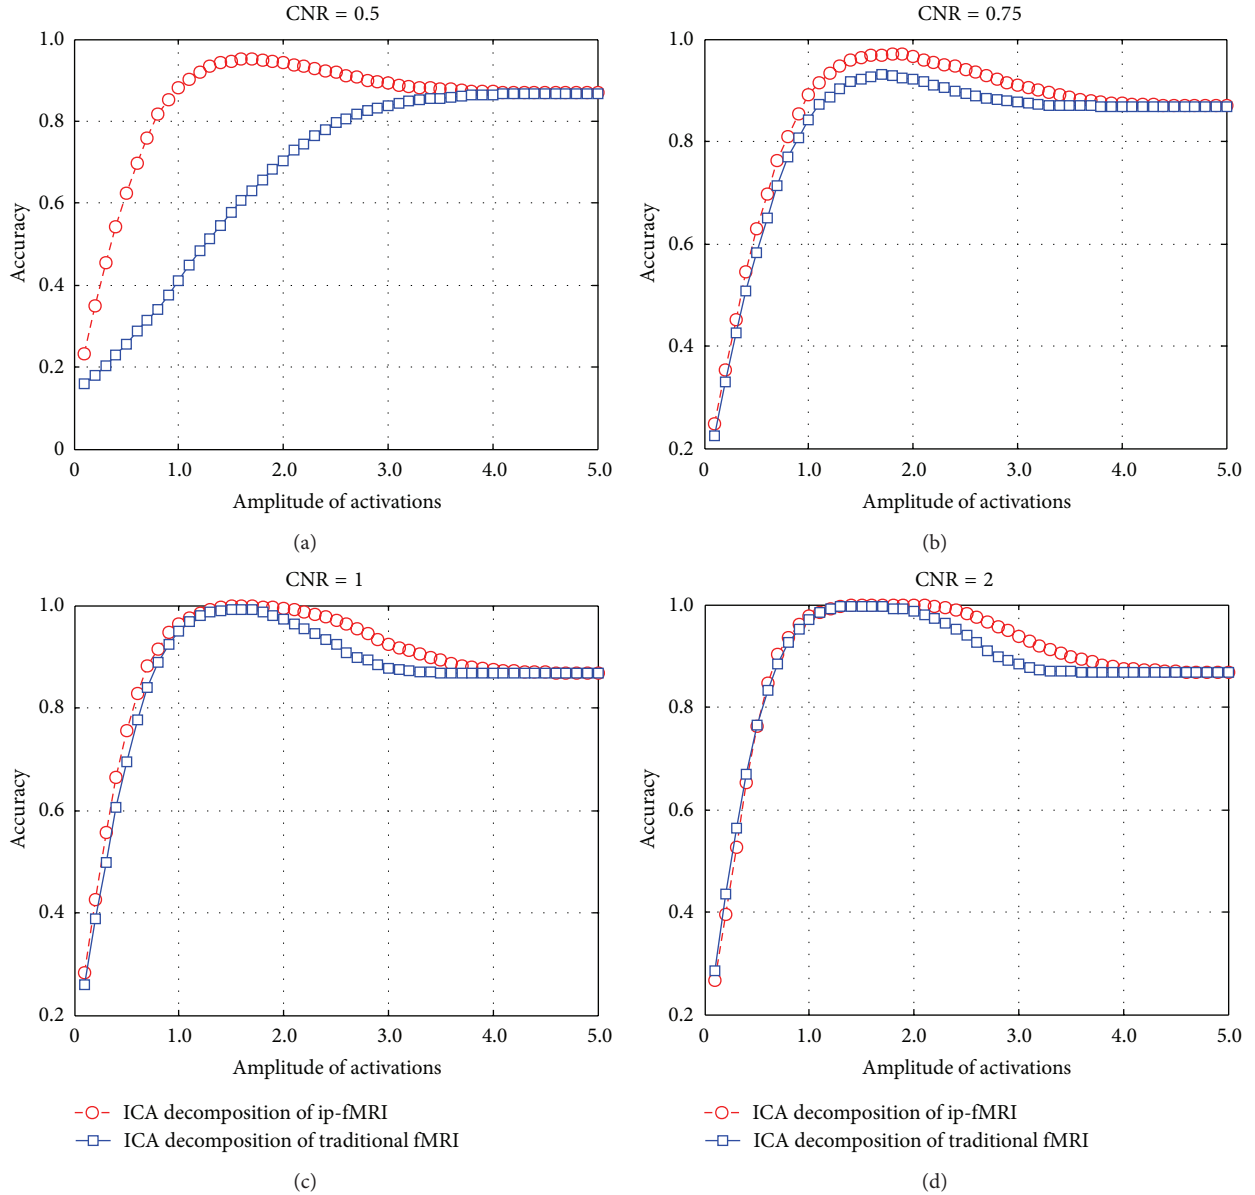 CNR = 0.5
1.0
0.8
0.6
0.4
0.2
0
Accuracy
0 1.0 2.0 3.0 4.0 5.0
Amplitude of activations
(a)
CNR = 0.75
1.0
0.8
0.6
0.4
0.2
Accuracy
0 1.0 2.0 3.0 4.0 5.0
Amplitude of activations
(b)
CNR = 1
1.0
0.8
0.6
0.4
0.2
Accuracy
0 1.0 2.0 3.0 4.0 5.0
Amplitude of activations
ICA decomposition of ip-fMRI
ICA decomposition of traditional fMRI
(c)
CNR = 2
1.0
0.8
0.6
0.4
0.2
Accuracy
0 1.0 2.0 3.0 4.0 5.0
Amplitude of activations
ICA decomposition of ip-fMRI
ICA decomposition of traditional fMRI
(d)